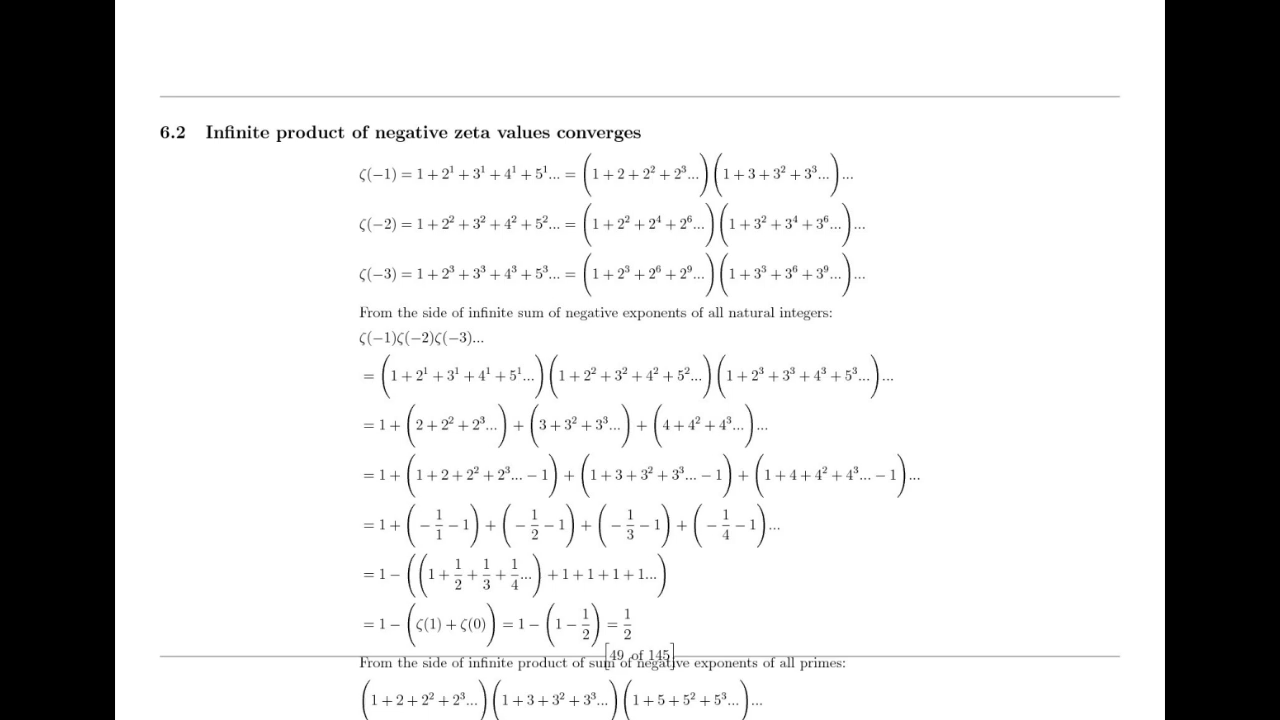 6.2 Infinite product of negative zeta values converges
ζ(−1) = 1 + 2¹ + 3¹ + 4¹ + 5¹... = (1 + 2 + 2² + 2³...)(1 + 3 + 3² + 3³...)...
ζ(−2) = 1 + 2² + 3² + 4² + 5²... = (1 + 2² + 2⁴ + 2⁶...)(1 + 3² + 3⁴ + 3⁶...)...
ζ(−3) = 1 + 2³ + 3³ + 4³ + 5³... = (1 + 2³ + 2⁶ + 2⁹...)(1 + 3³ + 3⁶ + 3⁹...)...
From the side of infinite sum of negative exponents of all natural integers:
ζ(−1)ζ(−2)ζ(−3)...
= (1 + 2¹ + 3¹ + 4¹ + 5¹...)(1 + 2² + 3² + 4² + 5²...)(1 + 2³ + 3³ + 4³ + 5³...)...
= 1 + (2 + 2² + 2³...) + (3 + 3² + 3³...) + (4 + 4² + 4³...)...
= 1 + (1 + 2 + 2² + 2³... − 1) + (1 + 3 + 3² + 3³... − 1) + (1 + 4 + 4² + 4³... − 1)...
= 1 + (−1/1 − 1) + (−1/2 − 1) + (−1/3 − 1) + (−1/4 − 1)...
= 1 − ((1 + 1/2 + 1/3 + 1/4...) + 1 + 1 + 1 + 1...)
= 1 − (ζ(1) + ζ(0)) = 1 − (1 − 1/2) = 1/2
[49 of 145]
From the side of infinite product of sum of negative exponents of all primes:
(1 + 2 + 2² + 2³...)(1 + 3 + 3² + 3³...)(1 + 5 + 5² + 5³...)...